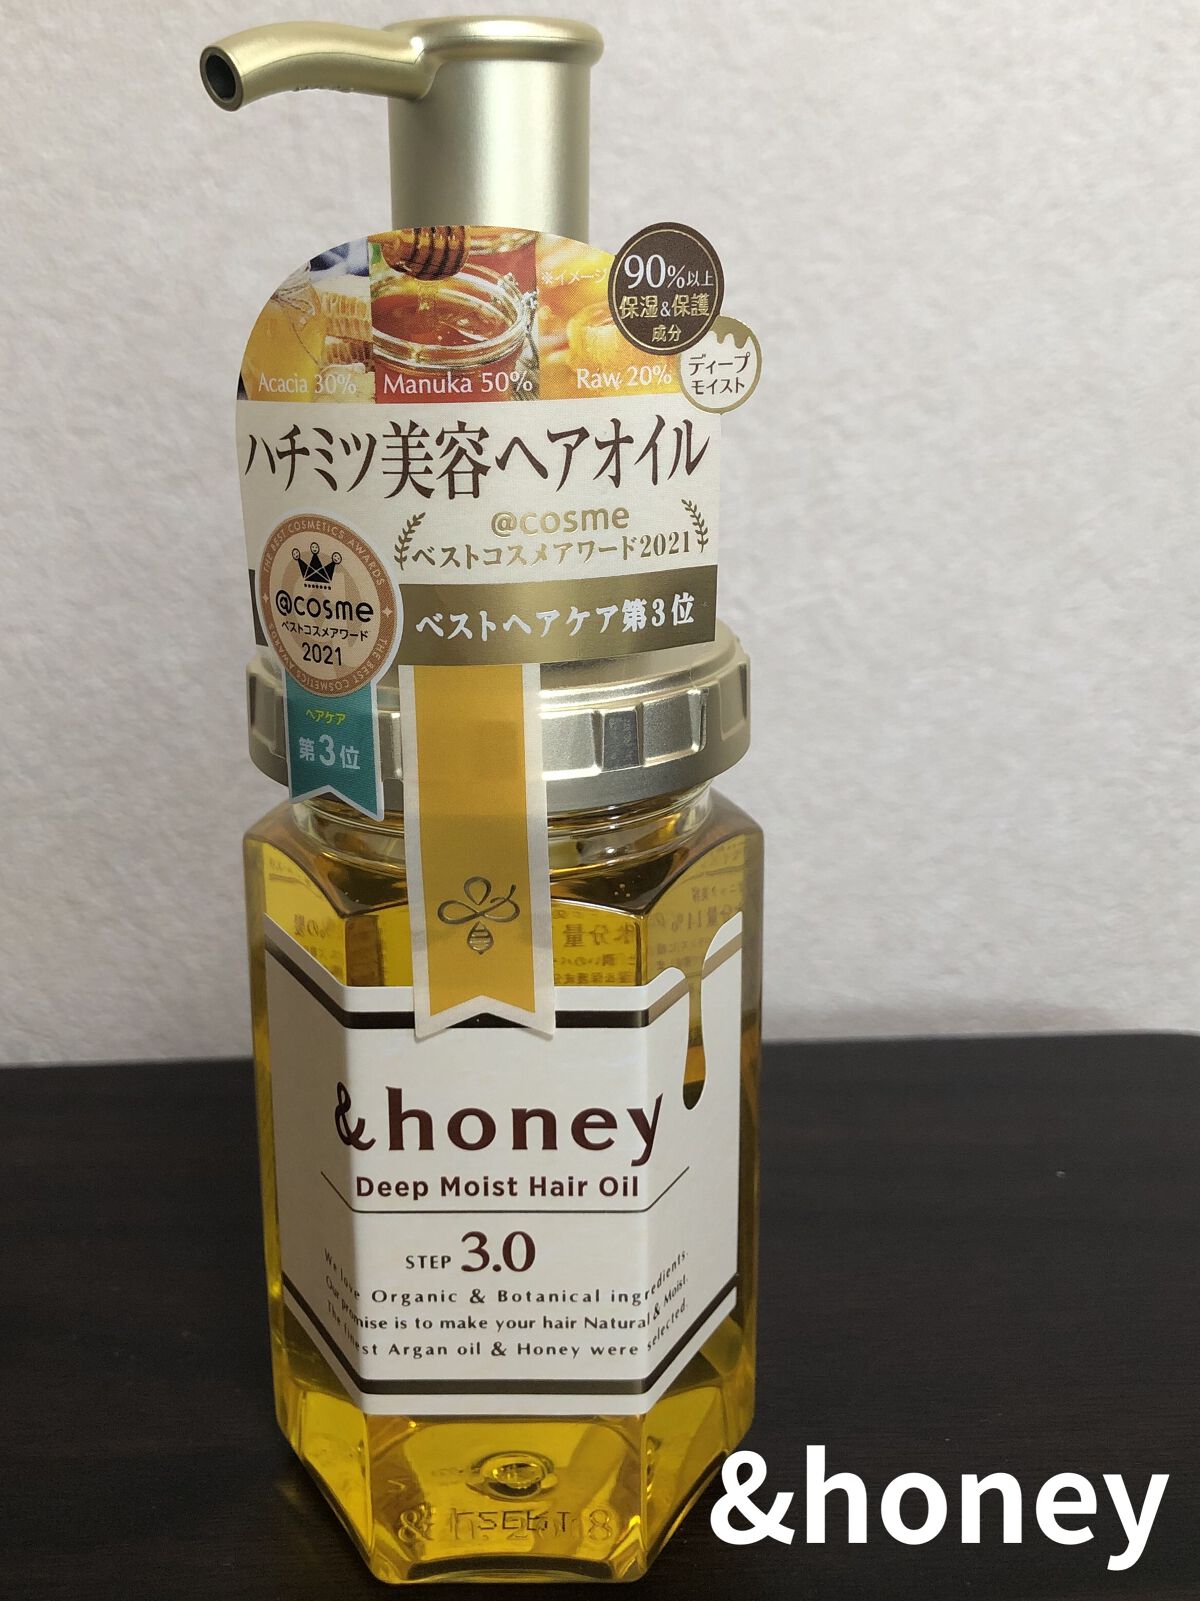 90%以上
保湿&保護
成分
※イメージ
ディープ
モイスト
Acacia 30%
Manuka 50%
Raw 20%
ハチミツ美容ヘアオイル
@cosme
ベストコスメアワード2021
ベストヘアケア第3位
THE BEST COSMETICS AWARDS
@cosme
ベストコスメアワード
2021
THE BEST COSMETICS AWARDS
ヘアケア
第3位
&honey
Deep Moist Hair Oil
STEP 3.0
We love Organic & Botanical ingredients.
Our promise is to make your hair Natural & Moist.
The finest Argan oil & Honey were selected.
&honey